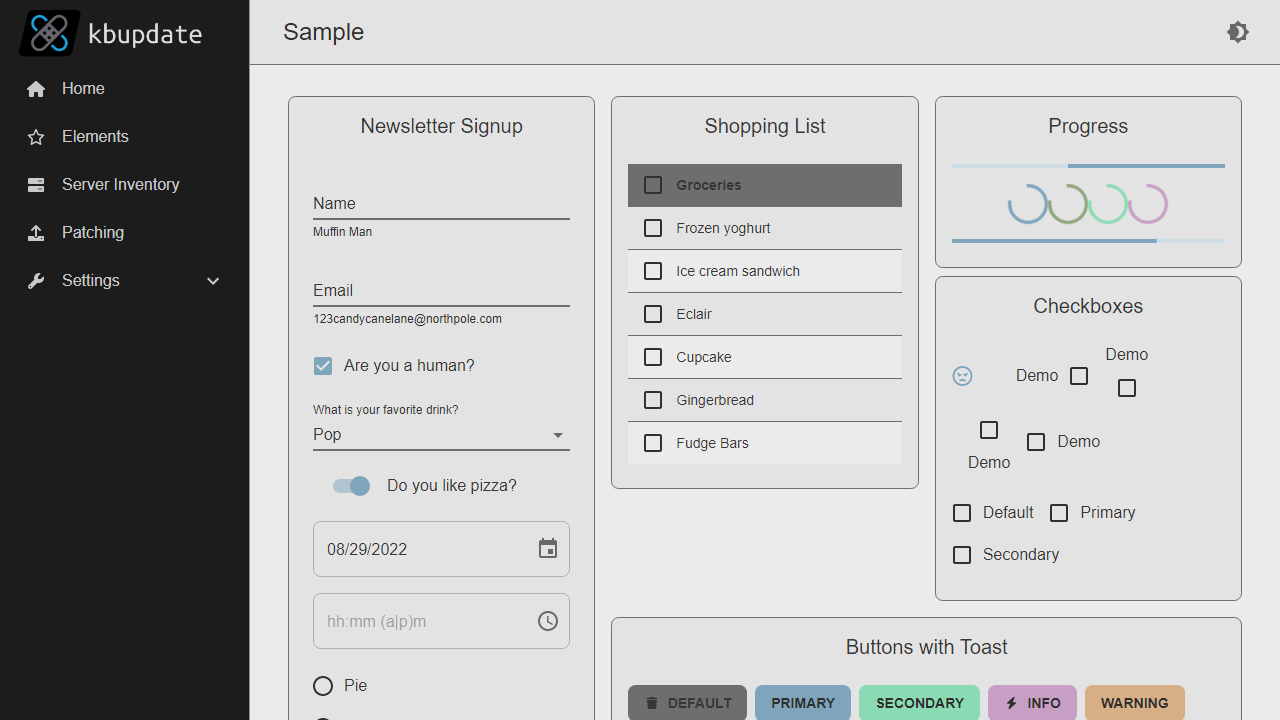 kbupdate
Home
Elements
Server Inventory
Patching
Settings
Sample
Newsletter Signup
Name
Muffin Man
Email
123candycanelane@northpole.com
Are you a human?
What is your favorite drink?
Pop
Do you like pizza?
08/29/2022
hh:mm (a|p)m
Pie
Shopping List
Groceries
Frozen yoghurt
Ice cream sandwich
Eclair
Cupcake
Gingerbread
Fudge Bars
Progress
Checkboxes
Demo
Demo
Demo
Demo
Default
Primary
Secondary
Buttons with Toast
DEFAULT
PRIMARY
SECONDARY
INFO
WARNING